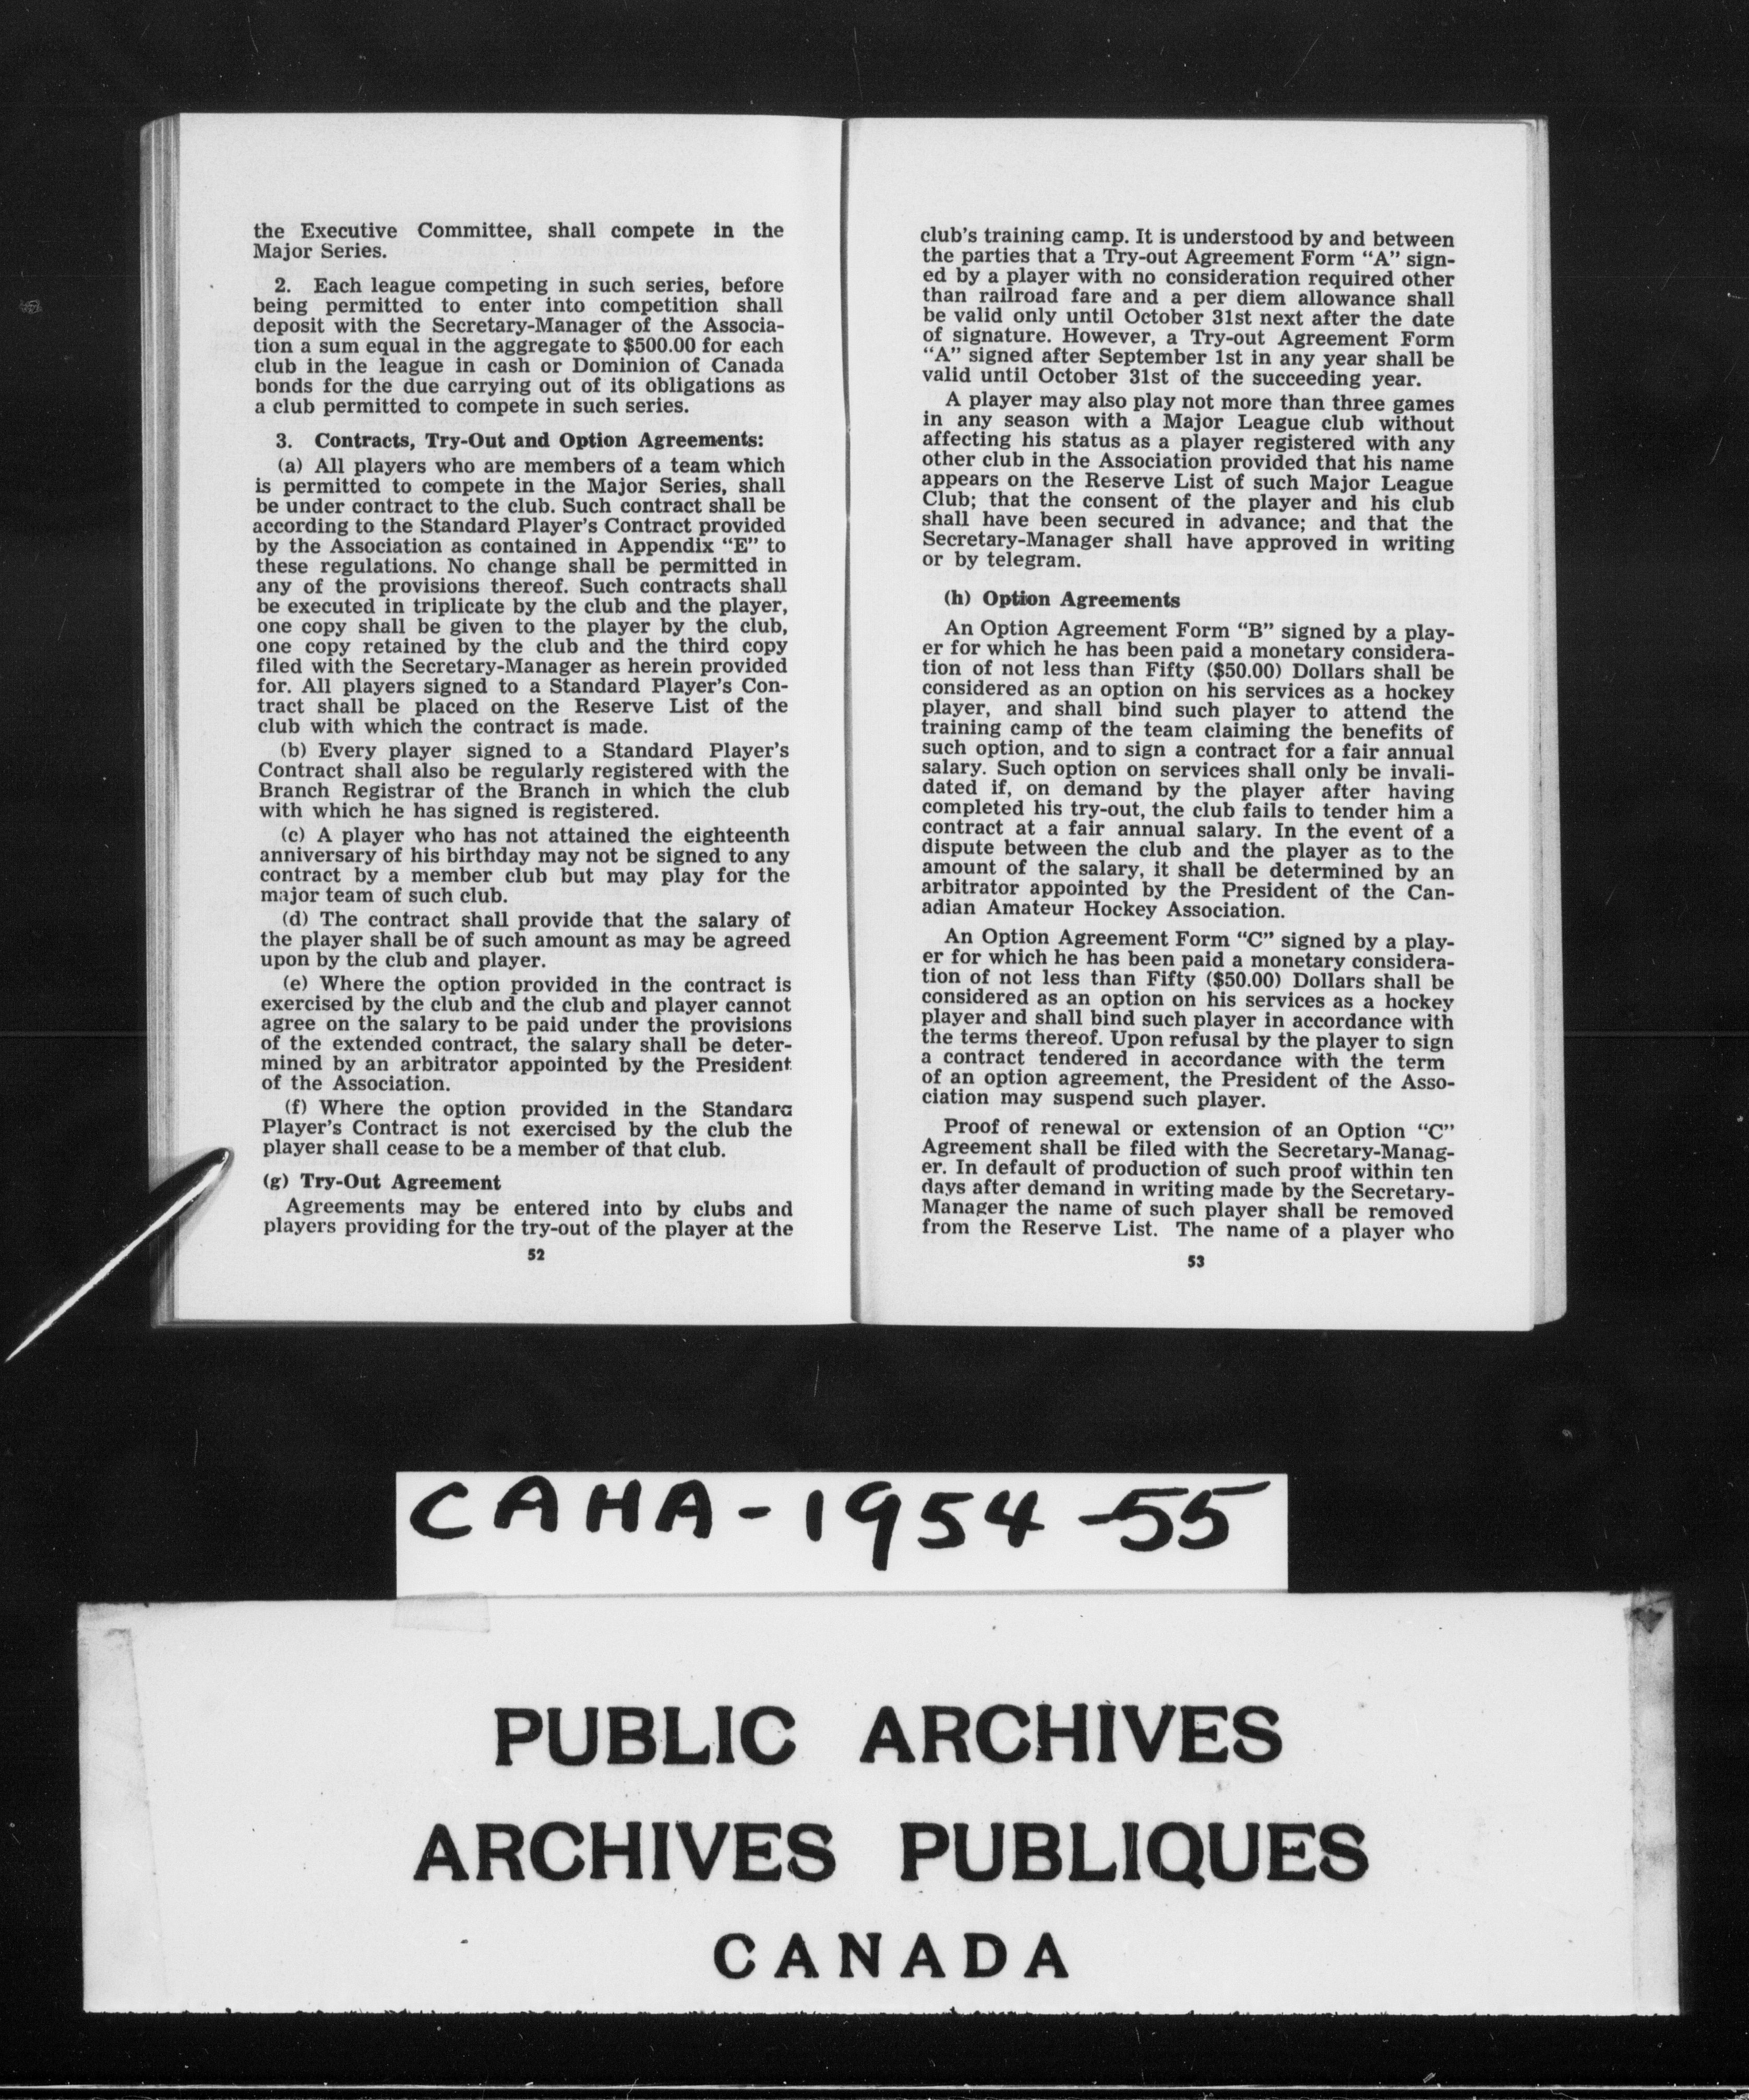 the Executive Committee, shall compete in the
Major Series.
2. Each league competing in such series, before
being permitted to enter into competition shall
deposit with the Secretary-Manager of the Associa-
tion a sum equal in the aggregate to $500.00 for each
club in the league in cash or Dominion of Canada
bonds for the due carrying out of its obligations as
a club permitted to compete in such series.
3. Contracts, Try-Out and Option Agreements:
(a) All players who are members of a team which
is permitted to compete in the Major Series, shall
be under contract to the club. Such contract shall be
according to the Standard Player's Contract provided
by the Association as contained in Appendix “E” to
these regulations. No change shall be permitted in
any of the provisions thereof. Such contracts shall
be executed in triplicate by the club and the player,
one copy shall be given to the player by the club,
one copy retained by the club and the third copy
filed with the Secretary-Manager as herein provided
for. All players signed to a Standard Player's Con-
tract shall be placed on the Reserve List of the
club with which the contract is made.
(b) Every player signed to a Standard Player's
Contract shall also be regularly registered with the
Branch Registrar of the Branch in which the club
with which he has signed is registered.
(c) A player who has not attained the eighteenth
anniversary of his birthday may not be signed to any
contract by a member club but may play for the
major team of such club.
(d) The contract shall provide that the salary of
the player shall be of such amount as may be agreed
upon by the club and player.
(e) Where the option provided in the contract is
exercised by the club and the club and player cannot
agree on the salary to be paid under the provisions
of the extended contract, the salary shall be deter-
mined by an arbitrator appointed by the President
of the Association.
(f) Where the option provided in the Standard
Player's Contract is not exercised by the club the
player shall cease to be a member of that club.
(g) Try-Out Agreement
Agreements may be entered into by clubs and
players providing for the try-out of the player at the
52
club's training camp. It is understood by and between
the parties that a Try-out Agreement Form “A” sign-
ed by a player with no consideration required other
than railroad fare and a per diem allowance shall
be valid only until October 31st next after the date
of signature. However, a Try-out Agreement Form
“A” signed after September 1st in any year shall be
valid until October 31st of the succeeding year.
A player may also play not more than three games
in any season with a Major League club without
affecting his status as a player registered with any
other club in the Association provided that his name
appears on the Reserve List of such Major League
Club; that the consent of the player and his club
shall have been secured in advance; and that the
Secretary-Manager shall have approved in writing
or by telegram.
(h) Option Agreements
An Option Agreement Form “B” signed by a play-
er for which he has been paid a monetary considera-
tion of not less than Fifty ($50.00) Dollars shall be
considered as an option on his services as a hockey
player, and shall bind such player to attend the
training camp of the team claiming the benefits of
such option, and to sign a contract for a fair annual
salary. Such option on services shall only be invali-
dated if, on demand by the player after having
completed his try-out, the club fails to tender him a
contract at a fair annual salary. In the event of a
dispute between the club and the player as to the
amount of the salary, it shall be determined by an
arbitrator appointed by the President of the Can-
adian Amateur Hockey Association.
An Option Agreement Form “C” signed by a play-
er for which he has been paid a monetary considera-
tion of not less than Fifty ($50.00) Dollars shall be
considered as an option on his services as a hockey
player and shall bind such player in accordance with
the terms thereof. Upon refusal by the player to sign
a contract tendered in accordance with the term
of an option agreement, the President of the Asso-
ciation may suspend such player.
Proof of renewal or extension of an Option “C”
Agreement shall be filed with the Secretary-Manag-
er. In default of production of such proof within ten
days after demand in writing made by the Secretary-
Manager the name of such player shall be removed
from the Reserve List. The name of a player who
53
CAHA-1954-55
PUBLIC ARCHIVES
ARCHIVES PUBLIQUES
CANADA